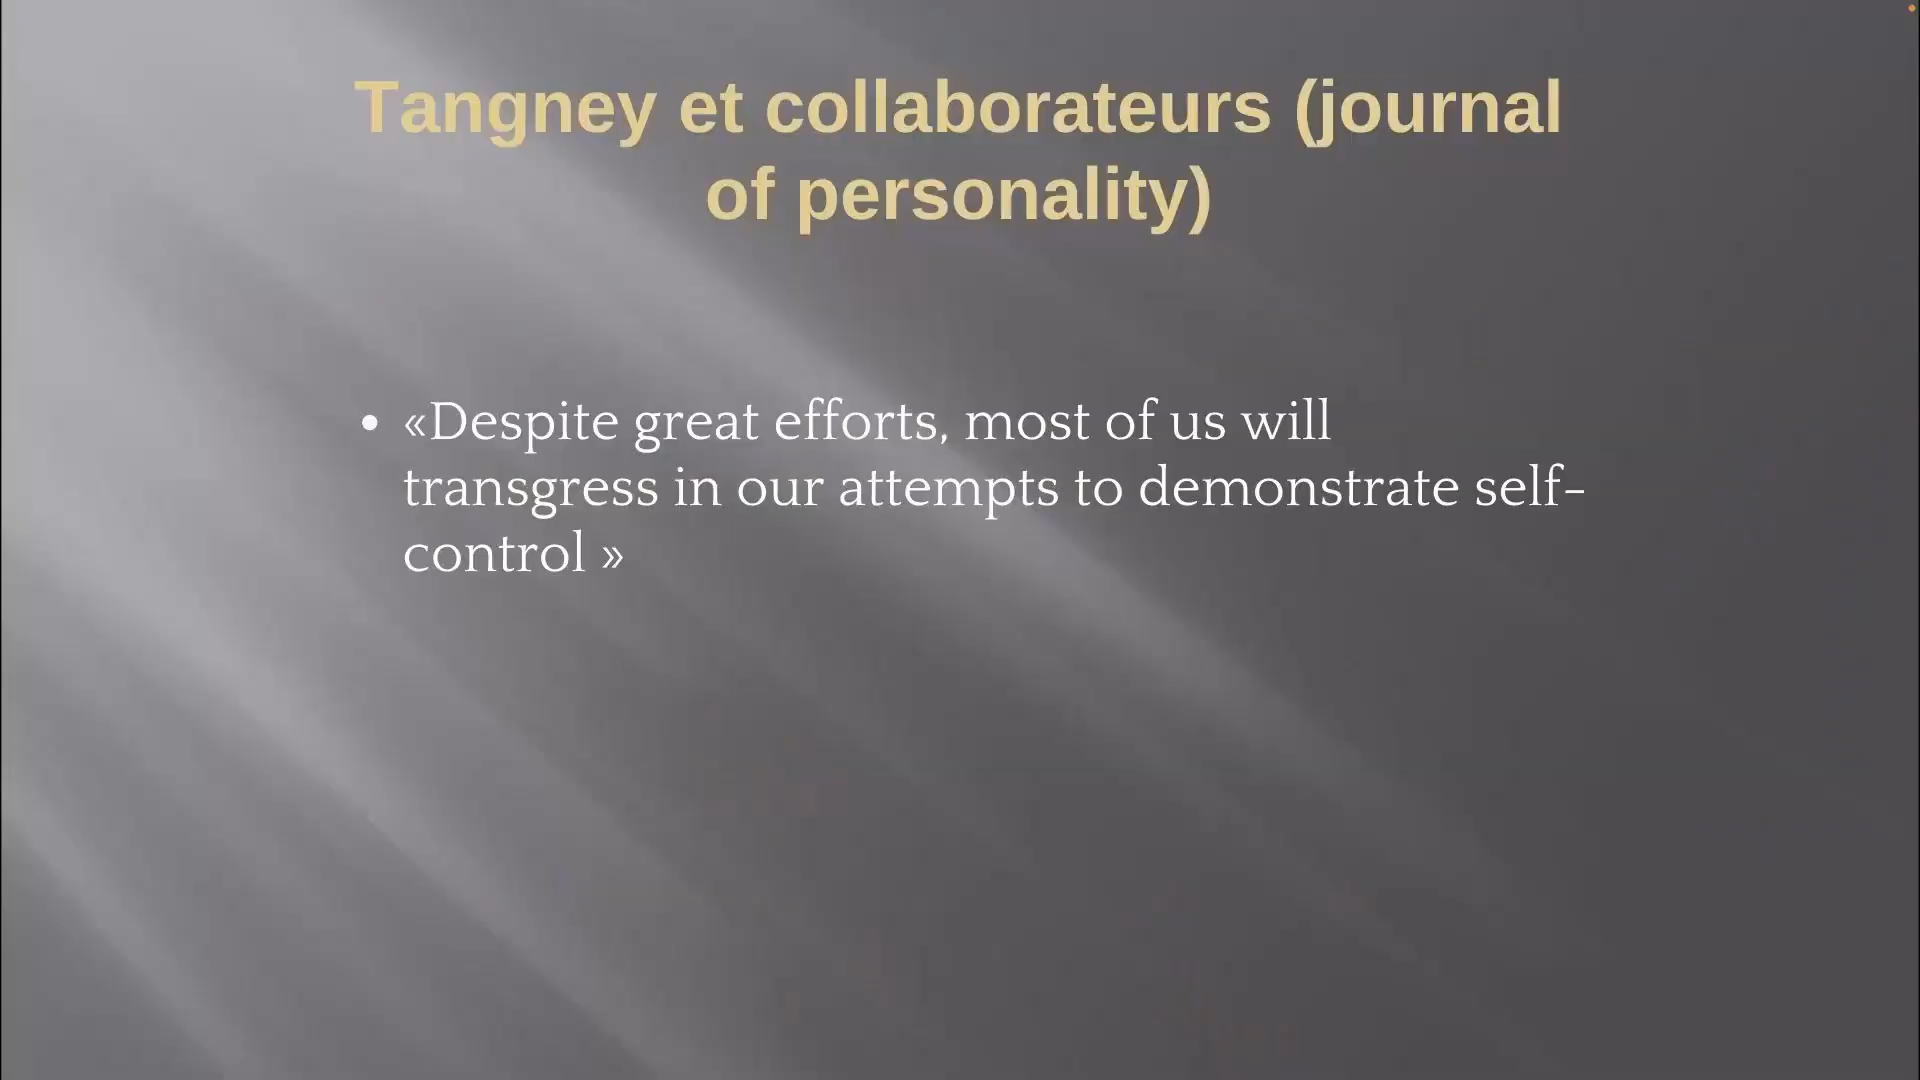 Tangney et collaborateurs (journal
of personality)
• «Despite great efforts, most of us will
transgress in our attempts to demonstrate self-
control »